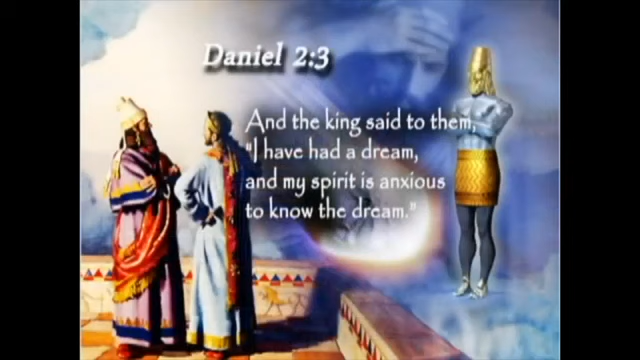 Daniel 2:3
And the king said to them,
"I have had a dream,
and my spirit is anxious
to know the dream."